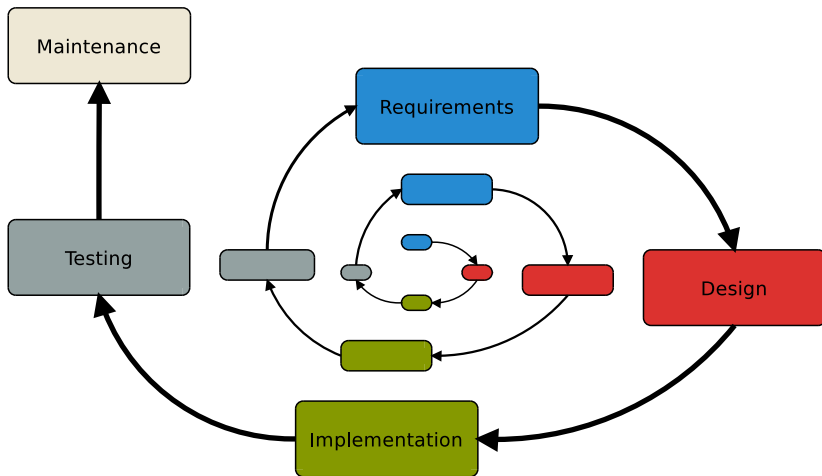 Maintenance
Requirements
Testing
Design
Implementation